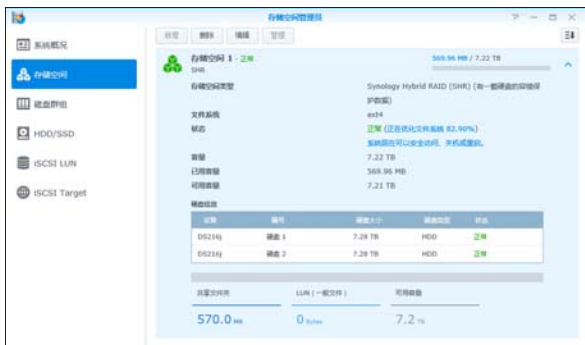 存储空间管理员
系统概况
存储空间
磁盘群组
HDD/SSD
iSCSI LUN
iSCSI Target
新增 删除 编辑 管理
存储空间 1 - 正常
SHR
569.96 MB / 7.22 TB
存储空间类型 Synology Hybrid RAID (SHR) (有一颗硬盘的容错保
护数据)
文件系统 ext4
状态 正常 (正在优化文件系统 82.90%)
系统现在可以安全访问、关机或重启。
容量 7.22 TB
已用容量 569.96 MB
可用容量 7.21 TB
硬盘信息
设备 编号 硬盘大小 硬盘类型 状态
DS216j 硬盘 1 7.28 TB HDD 正常
DS216j 硬盘 2 7.28 TB HDD 正常
共享文件夹 LUN ( 一般文件 ) 可用容量
570.0 MB 0 Bytes 7.2 TB